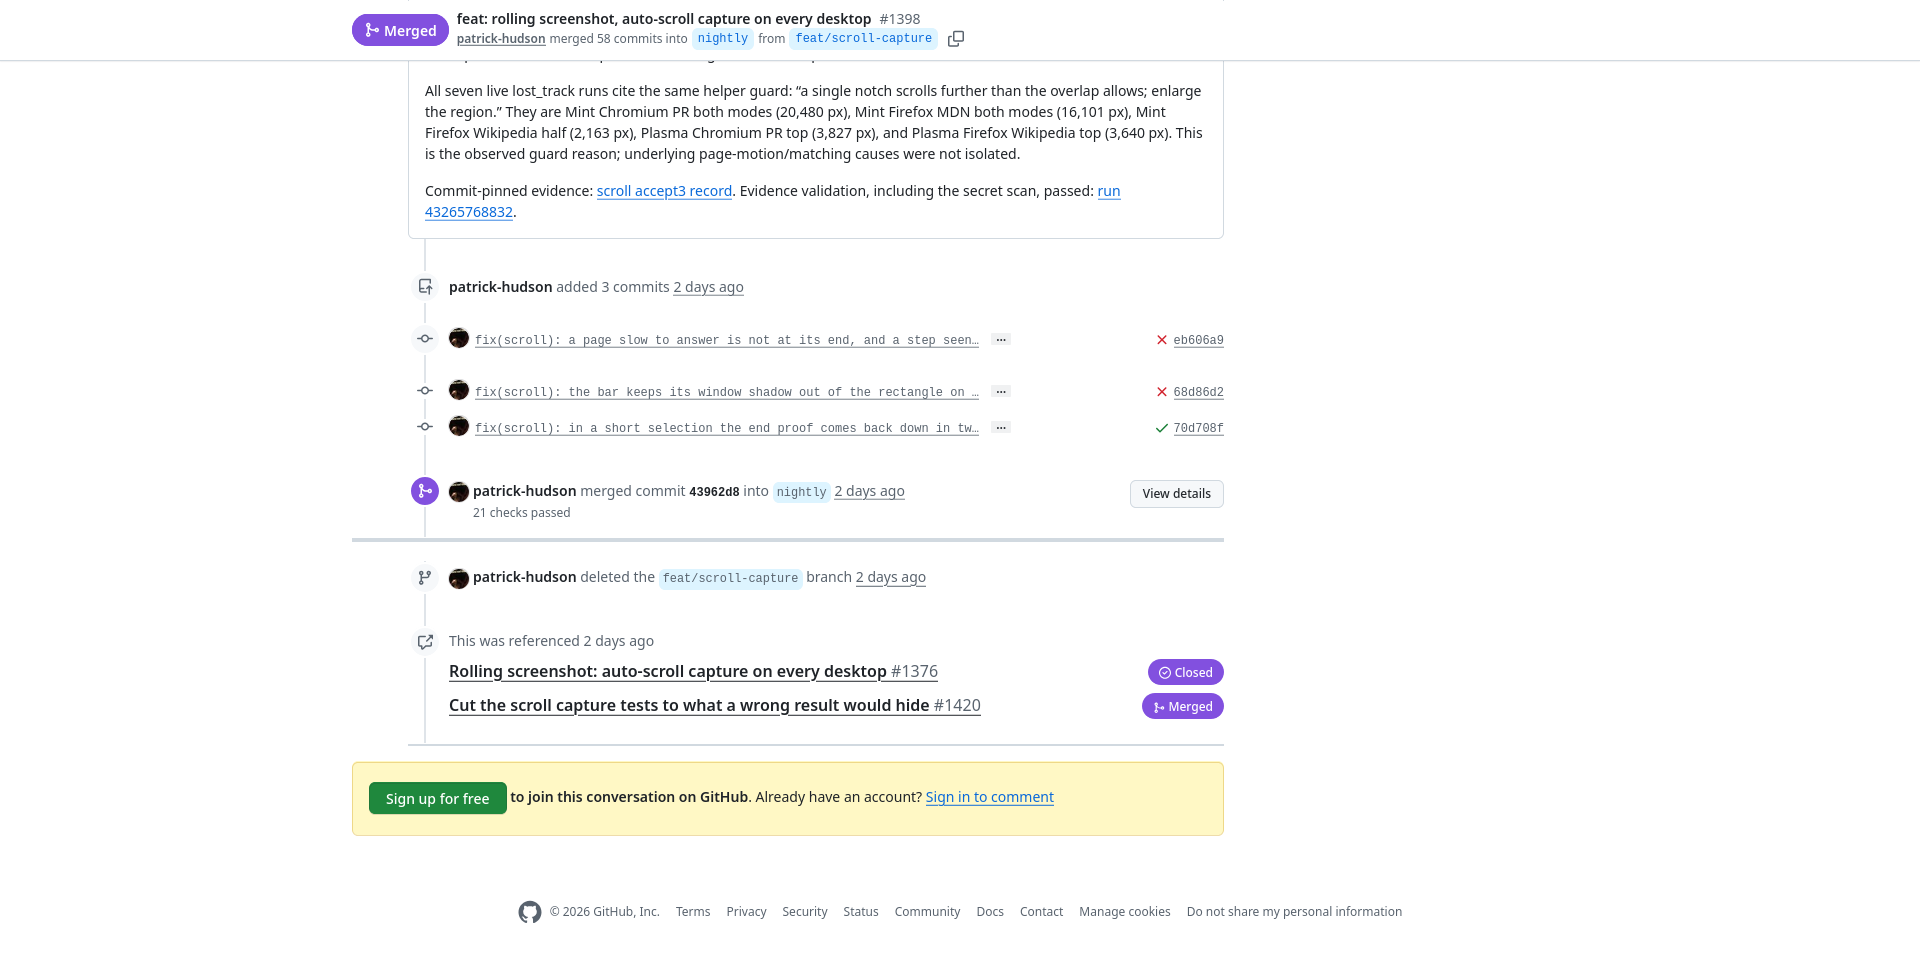 Merged
feat: rolling screenshot, auto-scroll capture on every desktop #1398
patrick-hudson merged 58 commits into nightly from feat/scroll-capture
All seven live lost_track runs cite the same helper guard: “a single notch scrolls further than the overlap allows; enlarge
the region.” They are Mint Chromium PR both modes (20,480 px), Mint Firefox MDN both modes (16,101 px), Mint
Firefox Wikipedia half (2,163 px), Plasma Chromium PR top (3,827 px), and Plasma Firefox Wikipedia top (3,640 px). This
is the observed guard reason; underlying page-motion/matching causes were not isolated.
Commit-pinned evidence: scroll accept3 record. Evidence validation, including the secret scan, passed: run
43265768832.
patrick-hudson added 3 commits 2 days ago
fix(scroll): a page slow to answer is not at its end, and a step seen… ... eb606a9
fix(scroll): the bar keeps its window shadow out of the rectangle on … ... 68d86d2
fix(scroll): in a short selection the end proof comes back down in tw… ... 70d708f
patrick-hudson merged commit 43962d8 into nightly 2 days ago View details
21 checks passed
patrick-hudson deleted the feat/scroll-capture branch 2 days ago
This was referenced 2 days ago
Rolling screenshot: auto-scroll capture on every desktop #1376 Closed
Cut the scroll capture tests to what a wrong result would hide #1420 Merged
Sign up for free to join this conversation on GitHub. Already have an account? Sign in to comment
© 2026 GitHub, Inc. Terms Privacy Security Status Community Docs Contact Manage cookies Do not share my personal information